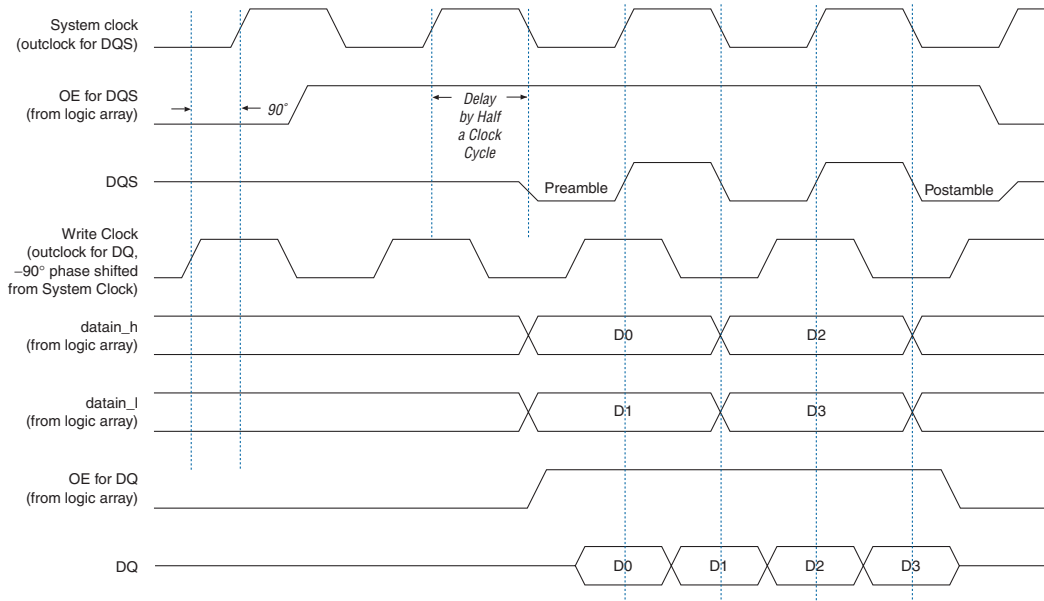 System clock
(outclock for DQS)
OE for DQS
(from logic array)
90°
Delay
by Half
a Clock
Cycle
DQS
Preamble
Postamble
Write Clock
(outclock for DQ,
−90° phase shifted
from System Clock)
datain_h
(from logic array)
D0
D2
datain_l
(from logic array)
D1
D3
OE for DQ
(from logic array)
DQ
D0
D1
D2
D3